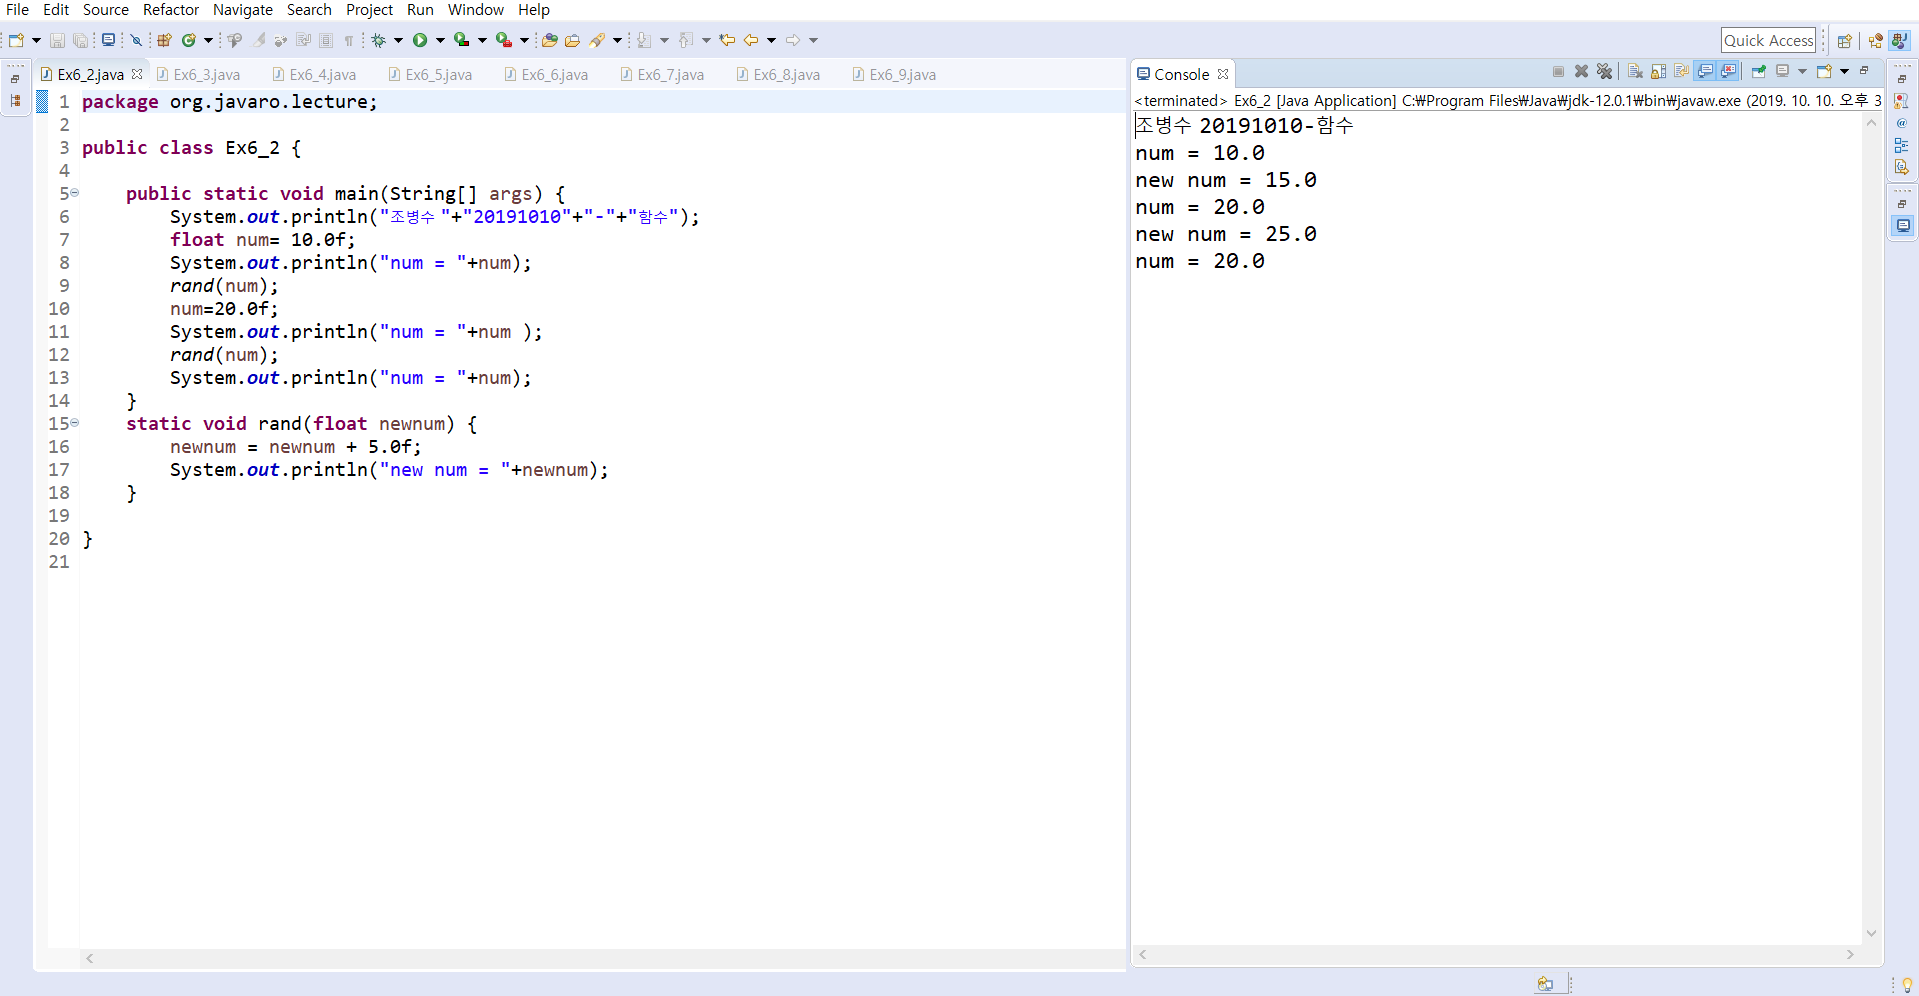 File Edit Source Refactor Navigate Search Project Run Window Help
Quick Access
Ex6_2.java Ex6_3.java Ex6_4.java Ex6_5.java Ex6_6.java Ex6_7.java Ex6_8.java Ex6_9.java
1 package org.javaro.lecture;
2
3 public class Ex6_2 {
4
5 public static void main(String[] args) {
6 System.out.println("조병수 "+"20191010"+"-"+"함수");
7 float num= 10.0f;
8 System.out.println("num = "+num);
9 rand(num);
10 num=20.0f;
11 System.out.println("num = "+num );
12 rand(num);
13 System.out.println("num = "+num);
14 }
15 static void rand(float newnum) {
16 newnum = newnum + 5.0f;
17 System.out.println("new num = "+newnum);
18 }
19
20 }
21
Console
<terminated> Ex6_2 [Java Application] C:₩Program Files₩Java₩jdk-12.0.1₩bin₩javaw.exe (2019. 10. 10. 오후 3
조병수 20191010-함수
num = 10.0
new num = 15.0
num = 20.0
new num = 25.0
num = 20.0